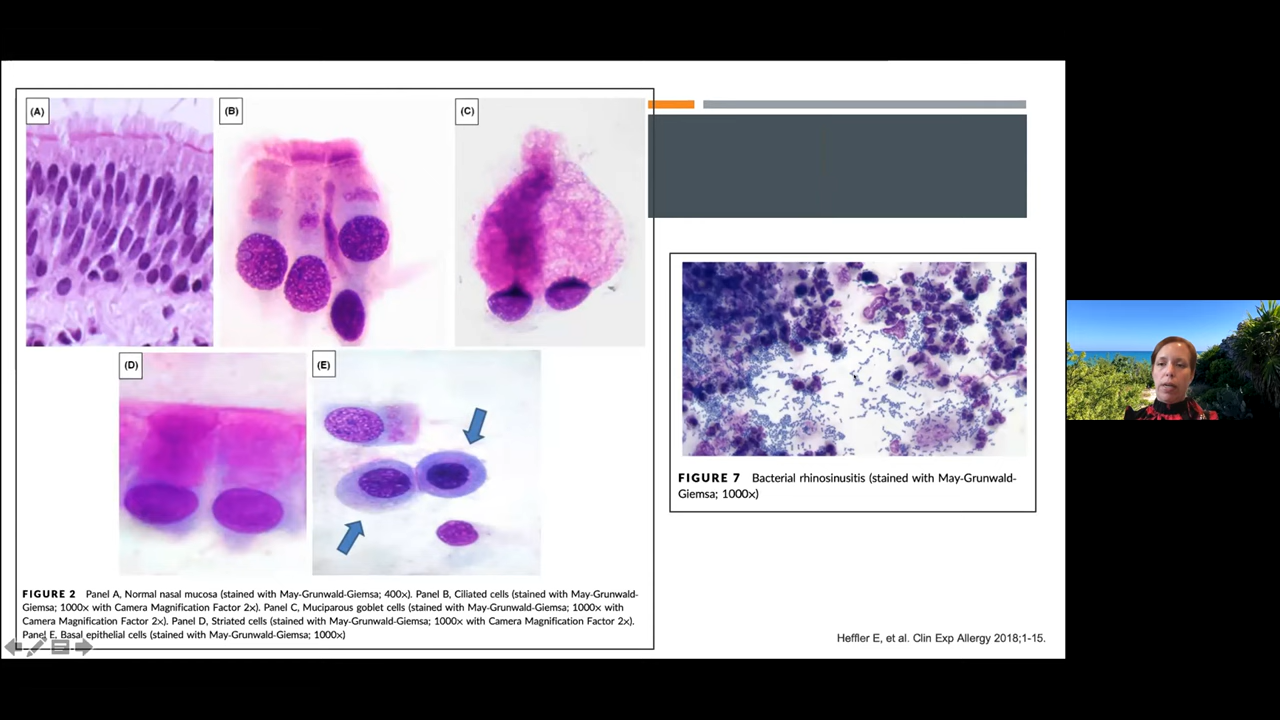 (A)
(B)
(C)
(D)
(E)
FIGURE 2 Panel A, Normal nasal mucosa (stained with May-Grunwald-Giemsa; 400x). Panel B, Ciliated cells (stained with May-Grunwald-
Giemsa; 1000× with Camera Magnification Factor 2×). Panel C, Muciparous goblet cells (stained with May-Grunwald-Giemsa; 1000× with
Camera Magnification Factor 2×). Panel D, Striated cells (stained with May-Grunwald-Giemsa; 1000× with Camera Magnification Factor 2×).
Panel E, Basal epithelial cells (stained with May-Grunwald-Giemsa; 1000×)
FIGURE 7 Bacterial rhinosinusitis (stained with May-Grunwald-
Giemsa; 1000×)
Heffler E, et al. Clin Exp Allergy 2018;1-15.